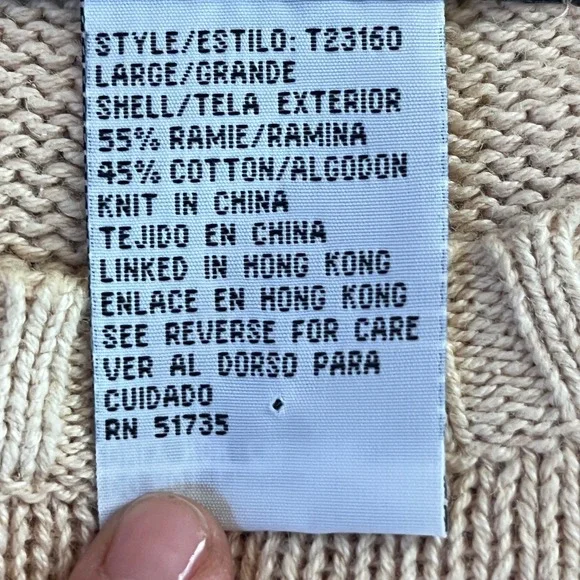 STYLE/ESTILO: T23160
LARGE/GRANDE
SHELL/TELA EXTERIOR
55% RAMIE/RAMINA
45% COTTON/ALGODON
KNIT IN CHINA
TEJIDO EN CHINA
LINKED IN HONG KONG
ENLACE EN HONG KONG
SEE REVERSE FOR CARE
VER AL DORSO PARA
CUIDADO
RN 51735